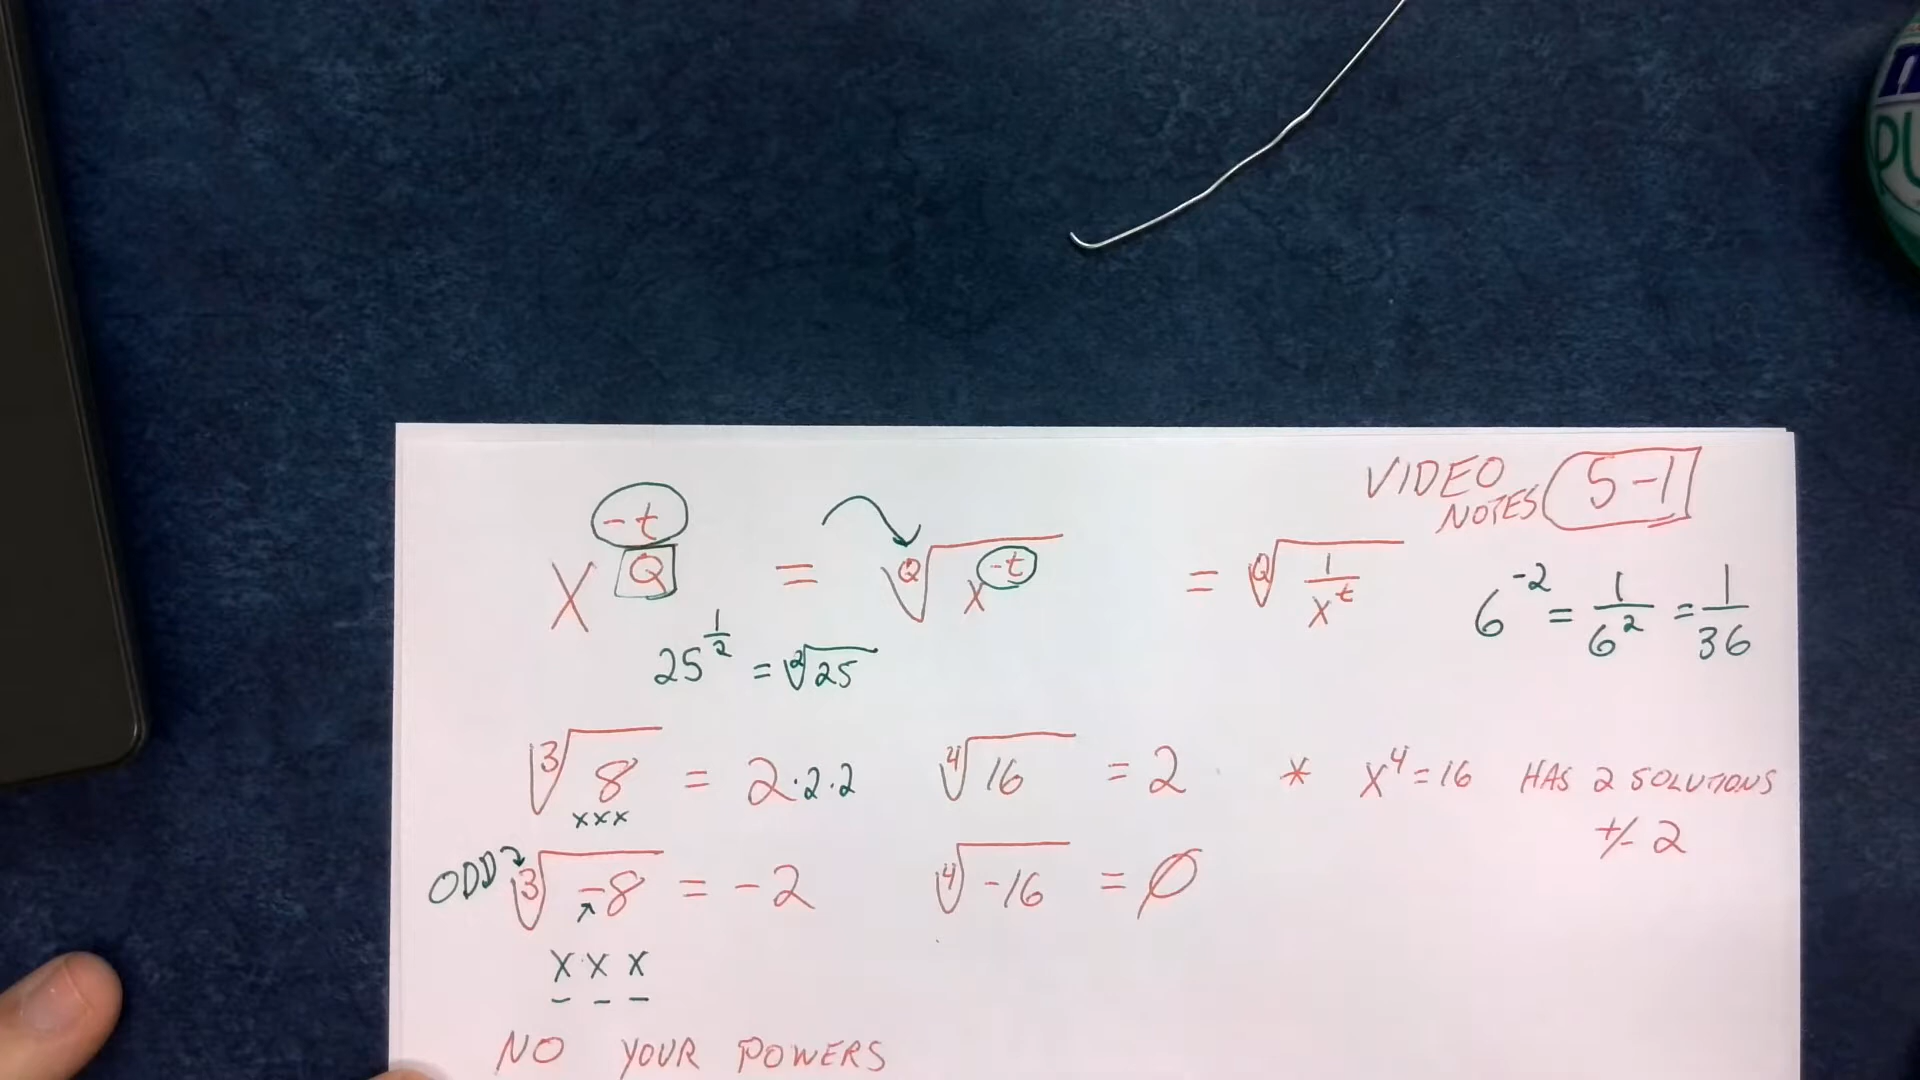 VIDEO NOTES 5-1
x^(-t/Q) = ᑫ√(x^(-t)) = ᑫ√(1/x^t)
6^-2 = 1/6^2 = 1/36
25^(1/2) = ²√25
³√8 = 2·2·2
xxx
⁴√16 = 2
* x⁴=16 HAS 2 SOLUTIONS
+/- 2
ODD ³√-8 = -2
⁴√-16 = Ø
x x x
- - -
NO YOUR POWERS